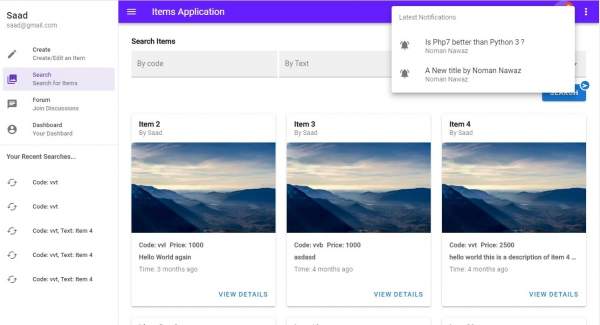 Saad
saad@gmail.com
Create
Create/Edit an Item
Search
Search for Items
Forum
Join Discussions
Dashboard
Your Dashbard
Your Recent Searches...
Code: vvt
Code: vvt
Code: vvt, Text: Item 4
Code: vvt, Text: Item 4
Code: vvt, Text: Item 4
Items Application
Latest Notifications
Is Php7 better than Python 3 ?
Noman Nawaz
A New title by Noman Nawaz
Noman Nawaz
Search Items
By code
By Text
SEARCH
Item 2
By Saad
Code: vvl Price: 1000
Hello World again
Time: 3 months ago
VIEW DETAILS
Item 3
By Saad
Code: vvb Price: 1000
asdasd
Time: 4 months ago
VIEW DETAILS
Item 4
By Saad
Code: vvt Price: 2500
hello world this is a description of Item 4 ...
Time: 4 months ago
VIEW DETAILS